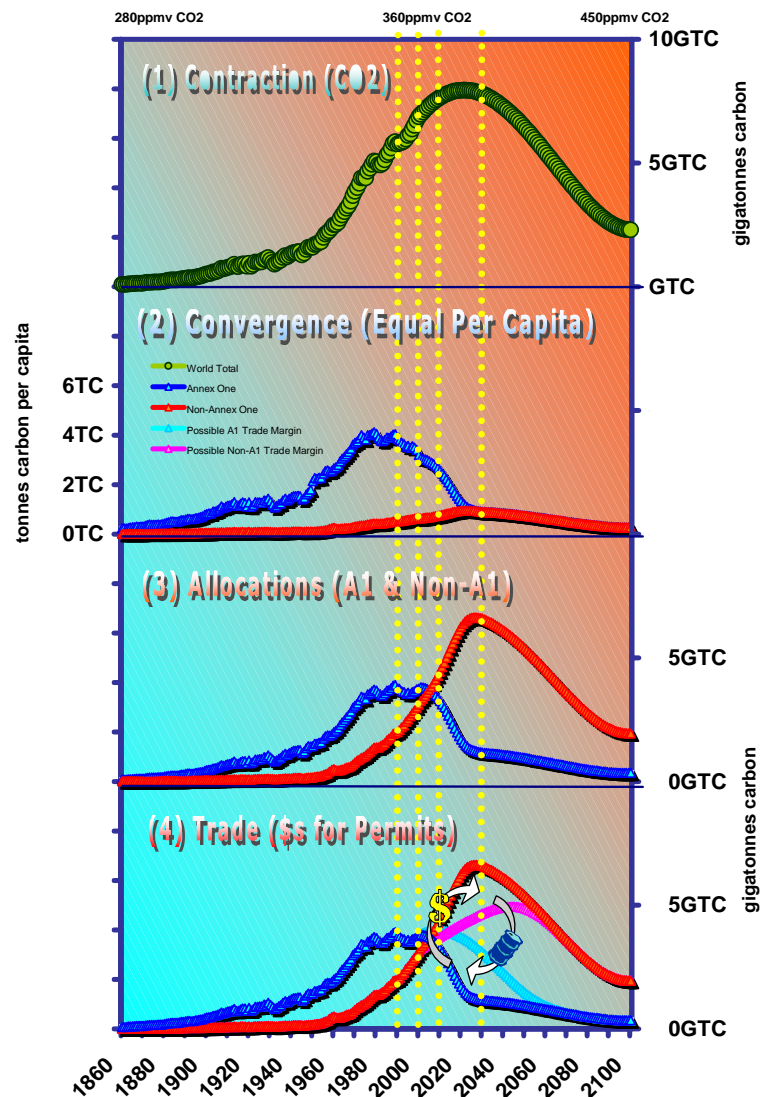 280ppmv CO2 360ppmv CO2 450ppmv CO2
10GTC
(1) Contraction (CO2)
5GTC
gigatonnes carbon
GTC
(2) Convergence (Equal Per Capita)
tonnes carbon per capita
World Total
Annex One
Non-Annex One
Possible A1 Trade Margin
Possible Non-A1 Trade Margin
6TC
4TC
2TC
0TC
(3) Allocations (A1 & Non-A1)
5GTC
0GTC
gigatonnes carbon
(4) Trade ($s for Permits)
$
5GTC
0GTC
1860 1880 1900 1920 1940 1960 1980 2000 2020 2040 2060 2080 2100